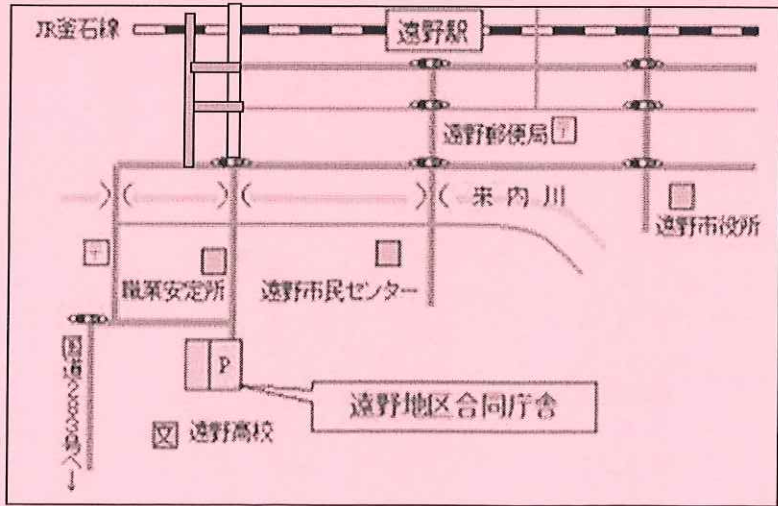 JR釜石線
遠野駅
遠野郵便局
〒
来内川
遠野市役所
〒
職業安定所
遠野市民センター
国道283号へ↓
P
遠野地区合同庁舎
文 遠野高校